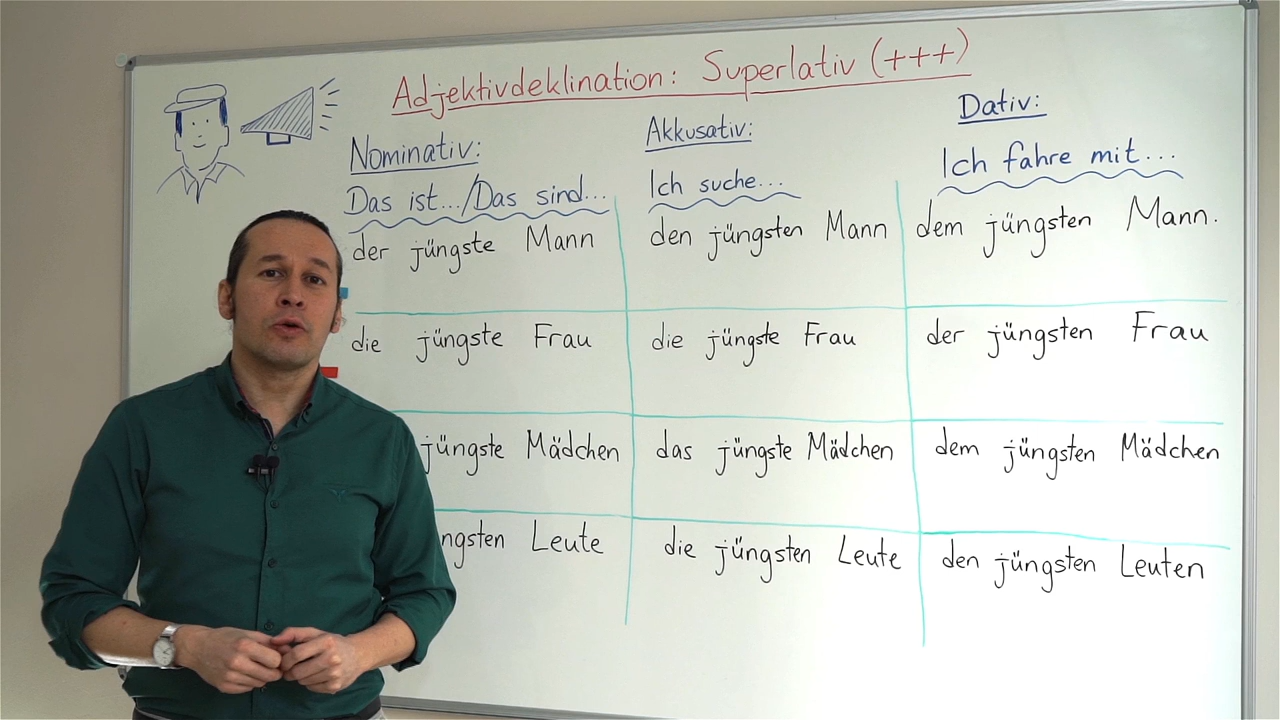 Adjektivdeklination: Superlativ (+++)
Nominativ: Akkusativ: Dativ:
Das ist.../Das sind... Ich suche... Ich fahre mit...
der jüngste Mann den jüngsten Mann dem jüngsten Mann.
die jüngste Frau die jüngste Frau der jüngsten Frau
jüngste Mädchen das jüngste Mädchen dem jüngsten Mädchen
ngsten Leute die jüngsten Leute den jüngsten Leuten